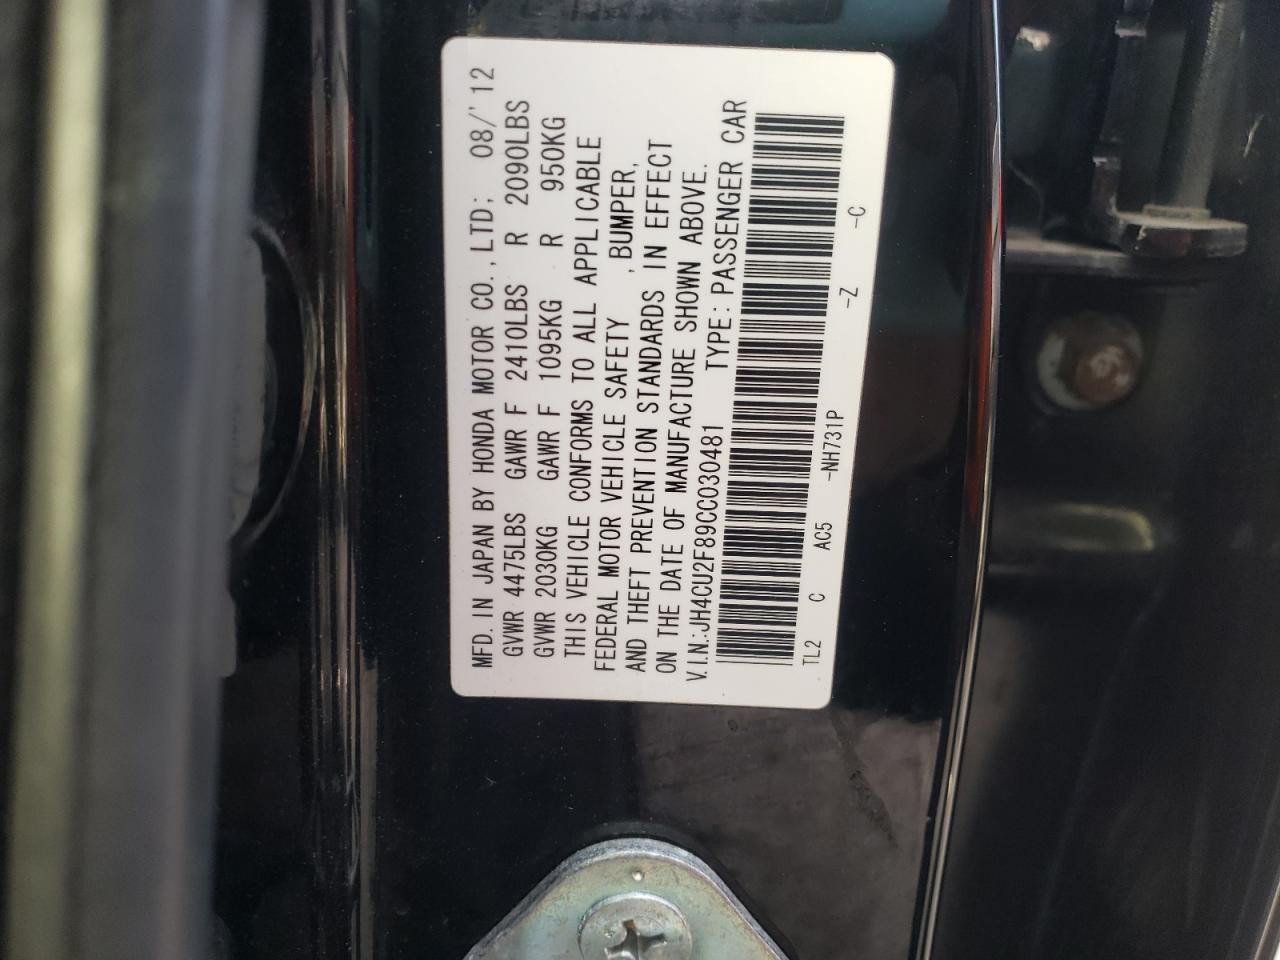 MFD. IN JAPAN BY HONDA MOTOR CO., LTD; 08/'12
GVWR 4475LBS GAWR F 2410LBS R 2090LBS
GVWR 2030KG GAWR F 1095KG R 950KG
THIS VEHICLE CONFORMS TO ALL APPLICABLE
FEDERAL MOTOR VEHICLE SAFETY ,BUMPER,
AND THEFT PREVENTION STANDARDS IN EFFECT
ON THE DATE OF MANUFACTURE SHOWN ABOVE.
V.I.N.:JH4CU2F89CC030481 TYPE: PASSENGER CAR
TL2 C AC5 -NH731P -Z -C